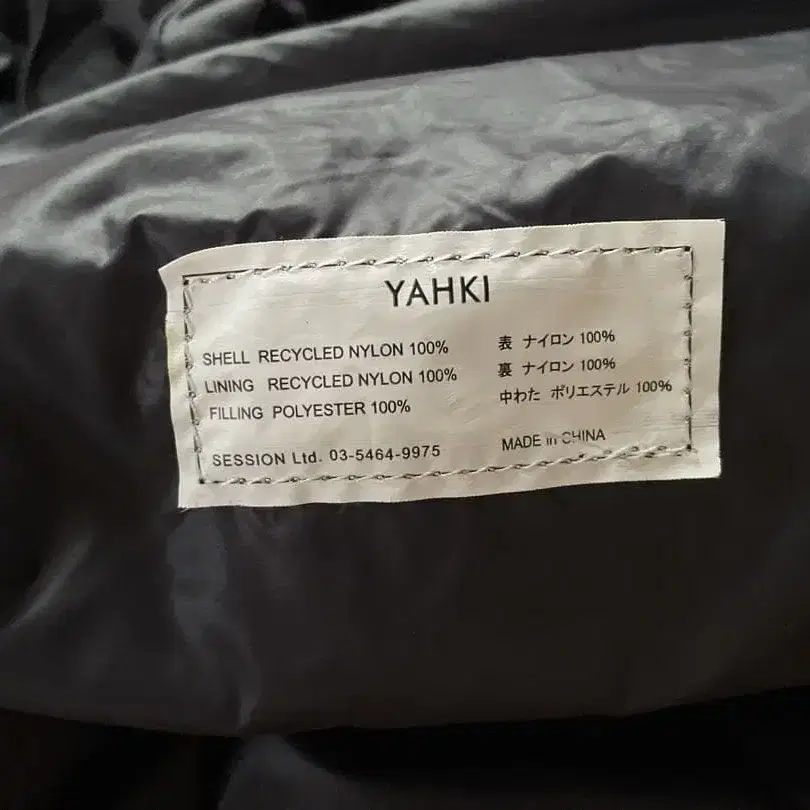 YAHKI
SHELL RECYCLED NYLON 100%
LINING RECYCLED NYLON 100%
FILLING POLYESTER 100%
SESSION Ltd. 03-5464-9975
表 ナイロン 100%
裏 ナイロン 100%
中わた ポリエステル 100%
MADE in CHINA